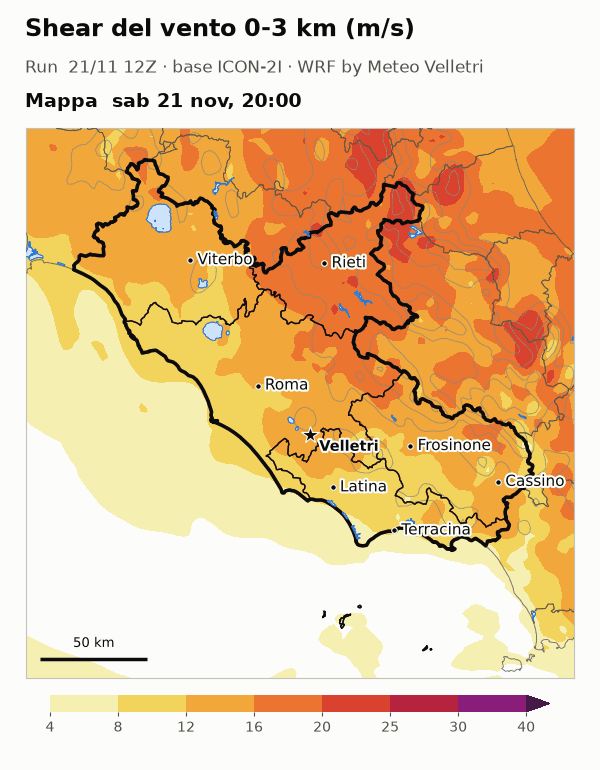 Shear del vento 0-3 km (m/s)
Run  21/11 12Z · base ICON-2I · WRF by Meteo Velletri
Mappa  sab 21 nov, 20:00
Viterbo
Rieti
Roma
Velletri
Frosinone
Cassino
Latina
Terracina
50 km
4 8 12 16 20 25 30 40